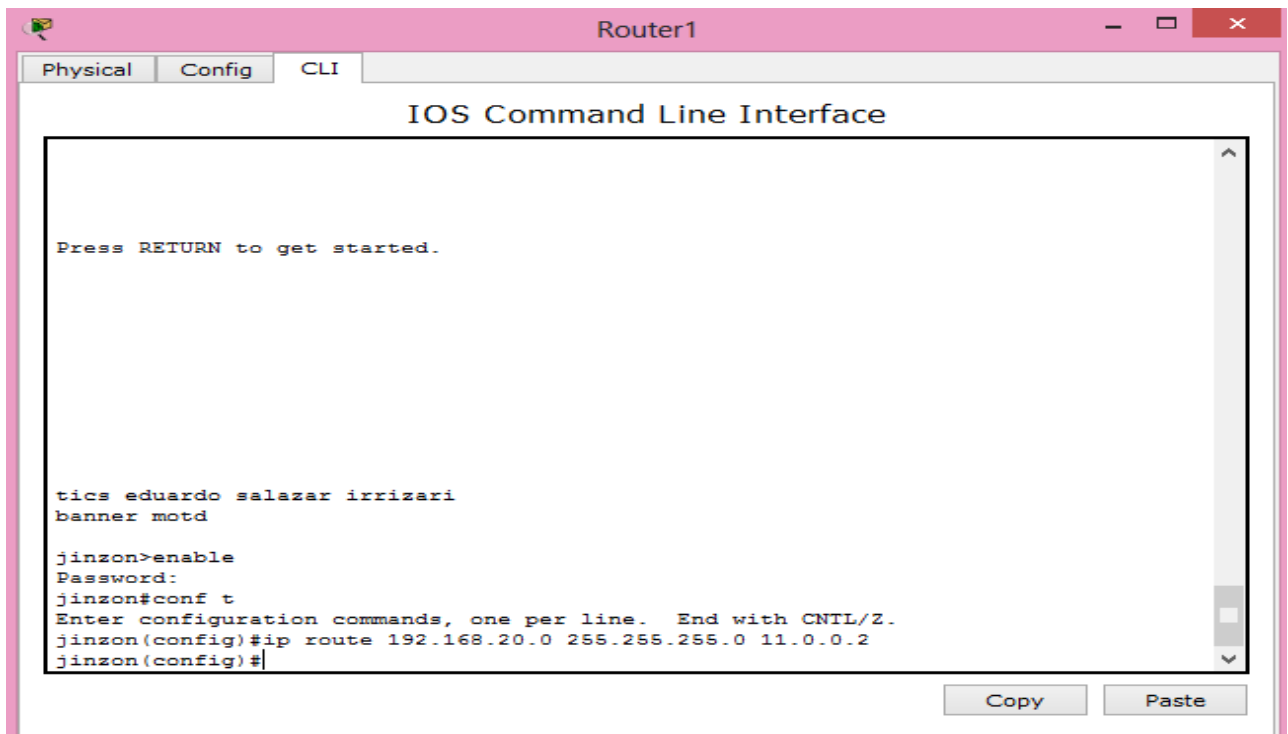 Router1
Physical Config CLI
IOS Command Line Interface
Press RETURN to get started.
tics eduardo salazar irrizari
banner motd
jinzon>enable
Password:
jinzon#conf t
Enter configuration commands, one per line.  End with CNTL/Z.
jinzon(config)#ip route 192.168.20.0 255.255.255.0 11.0.0.2
jinzon(config)#
Copy Paste